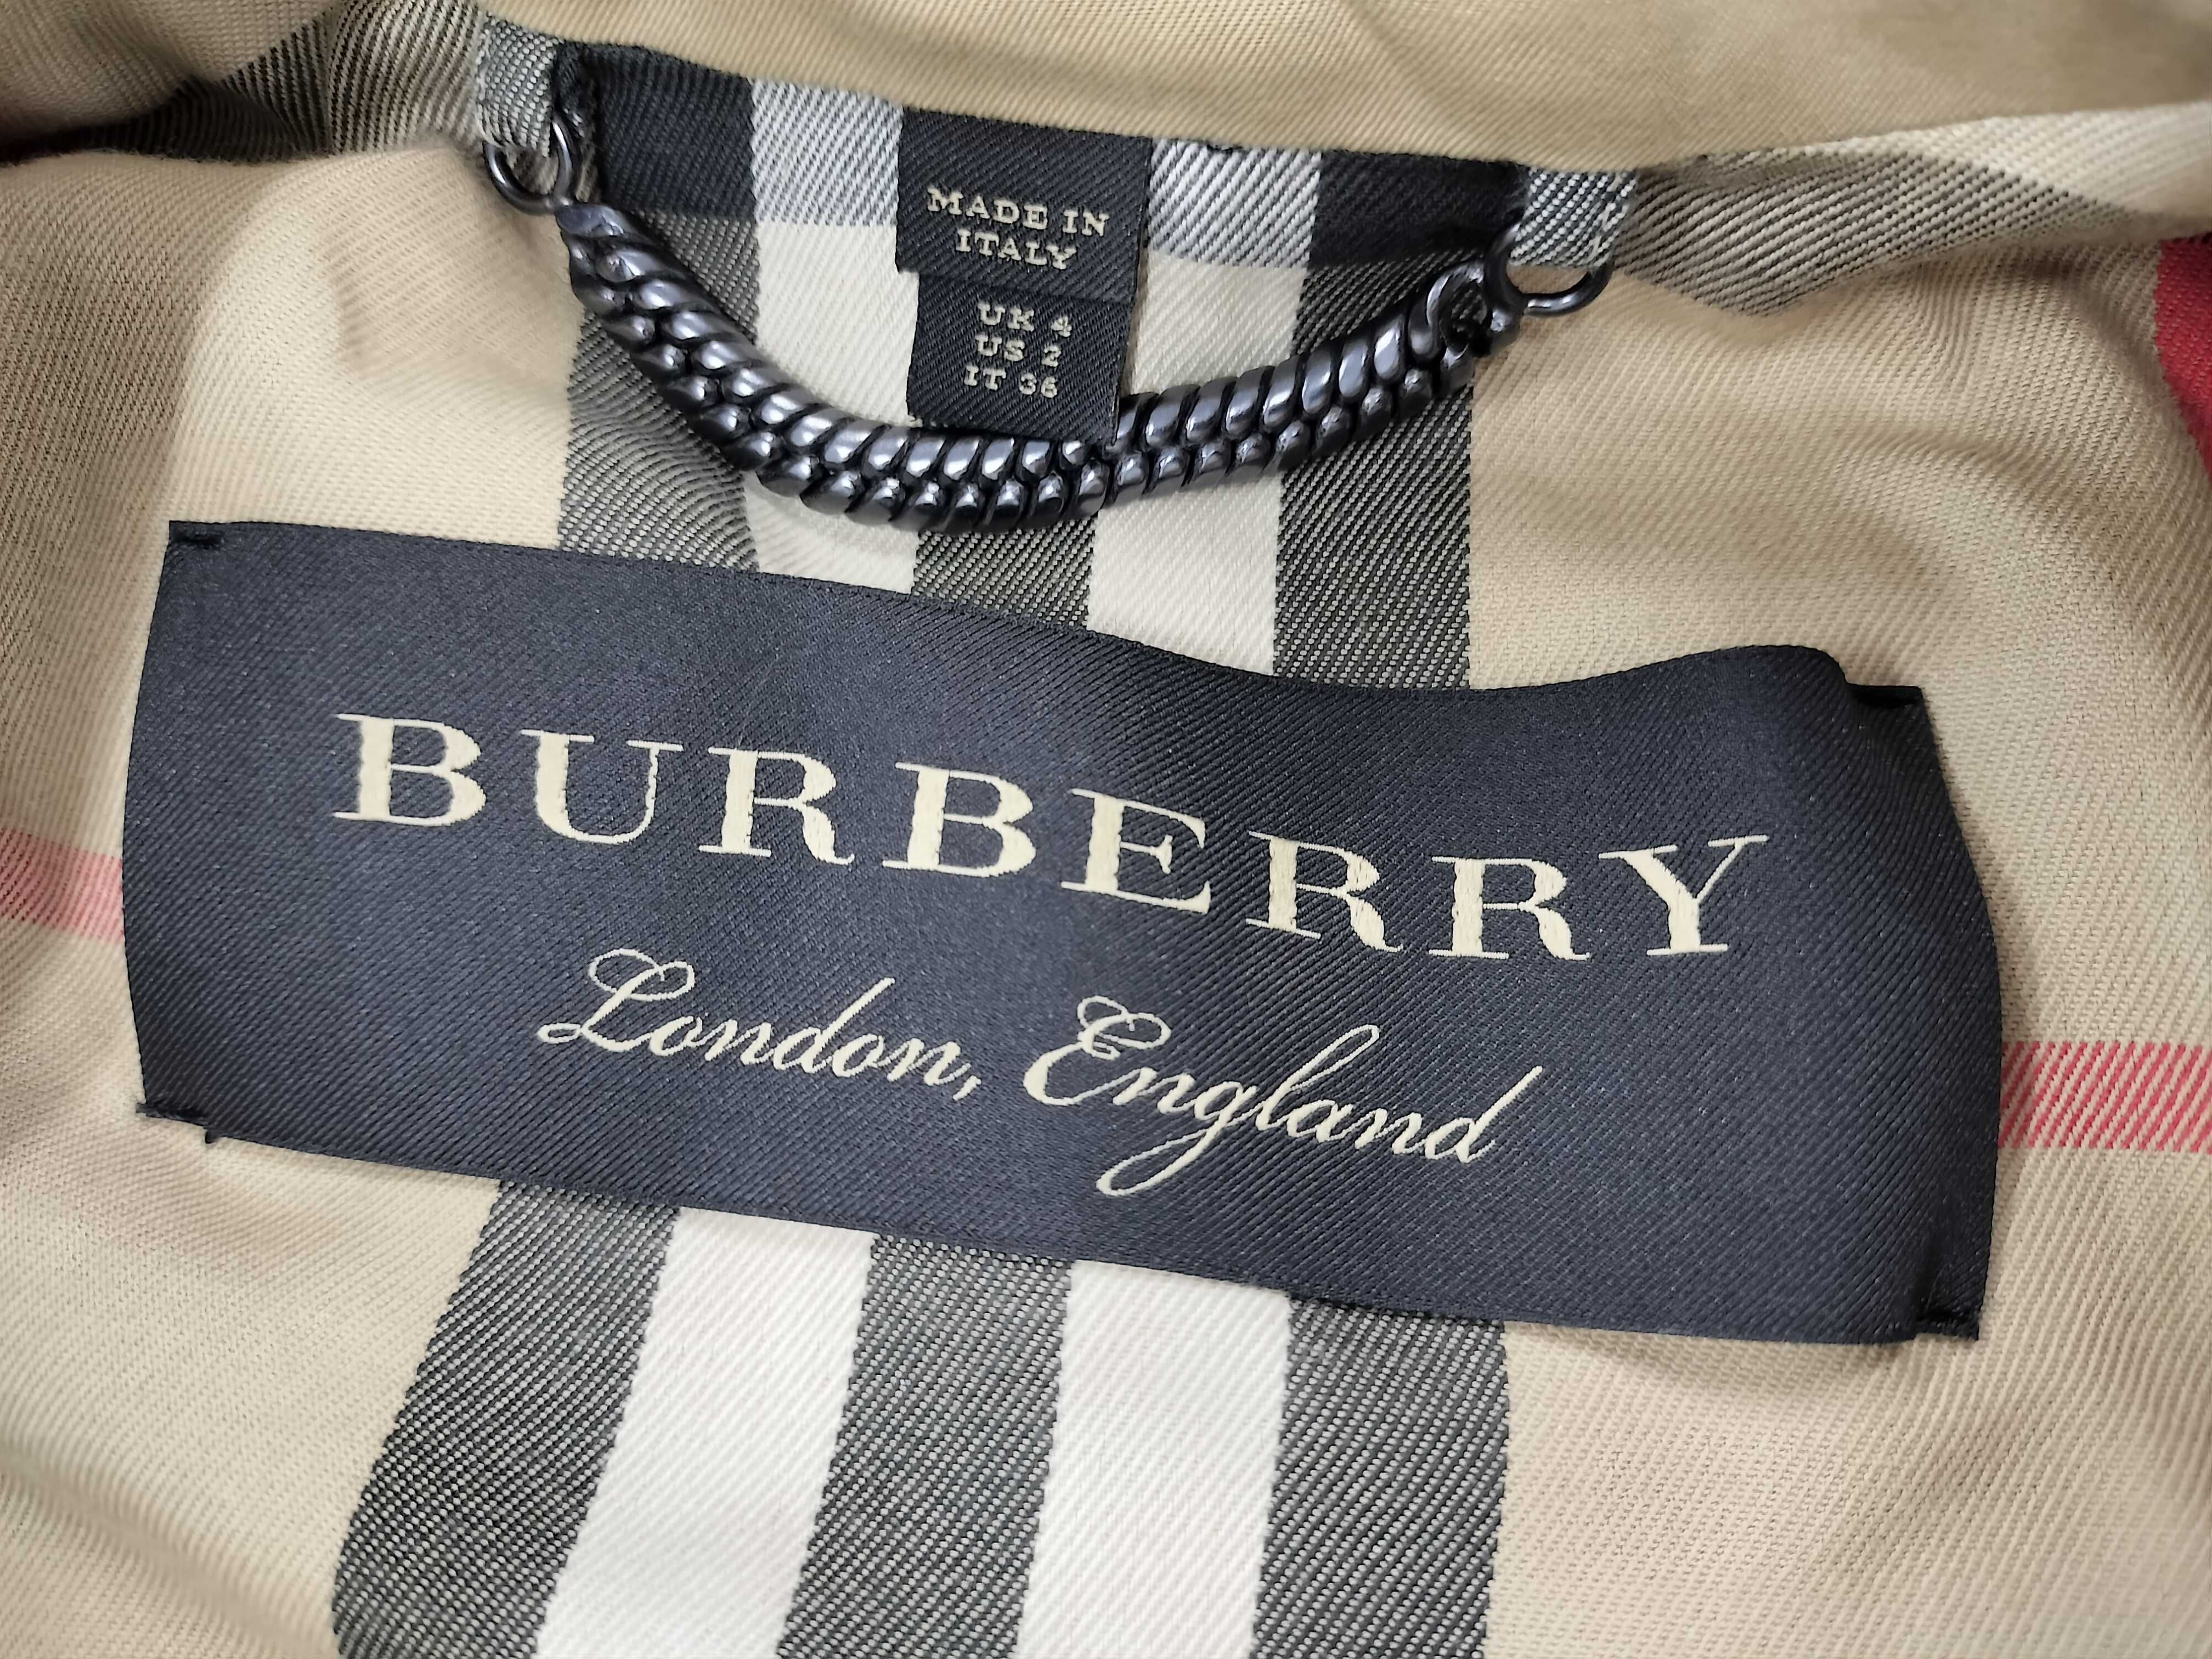 MADE IN
ITALY
UK 4
US 2
IT 36
BURBERRY
London, England